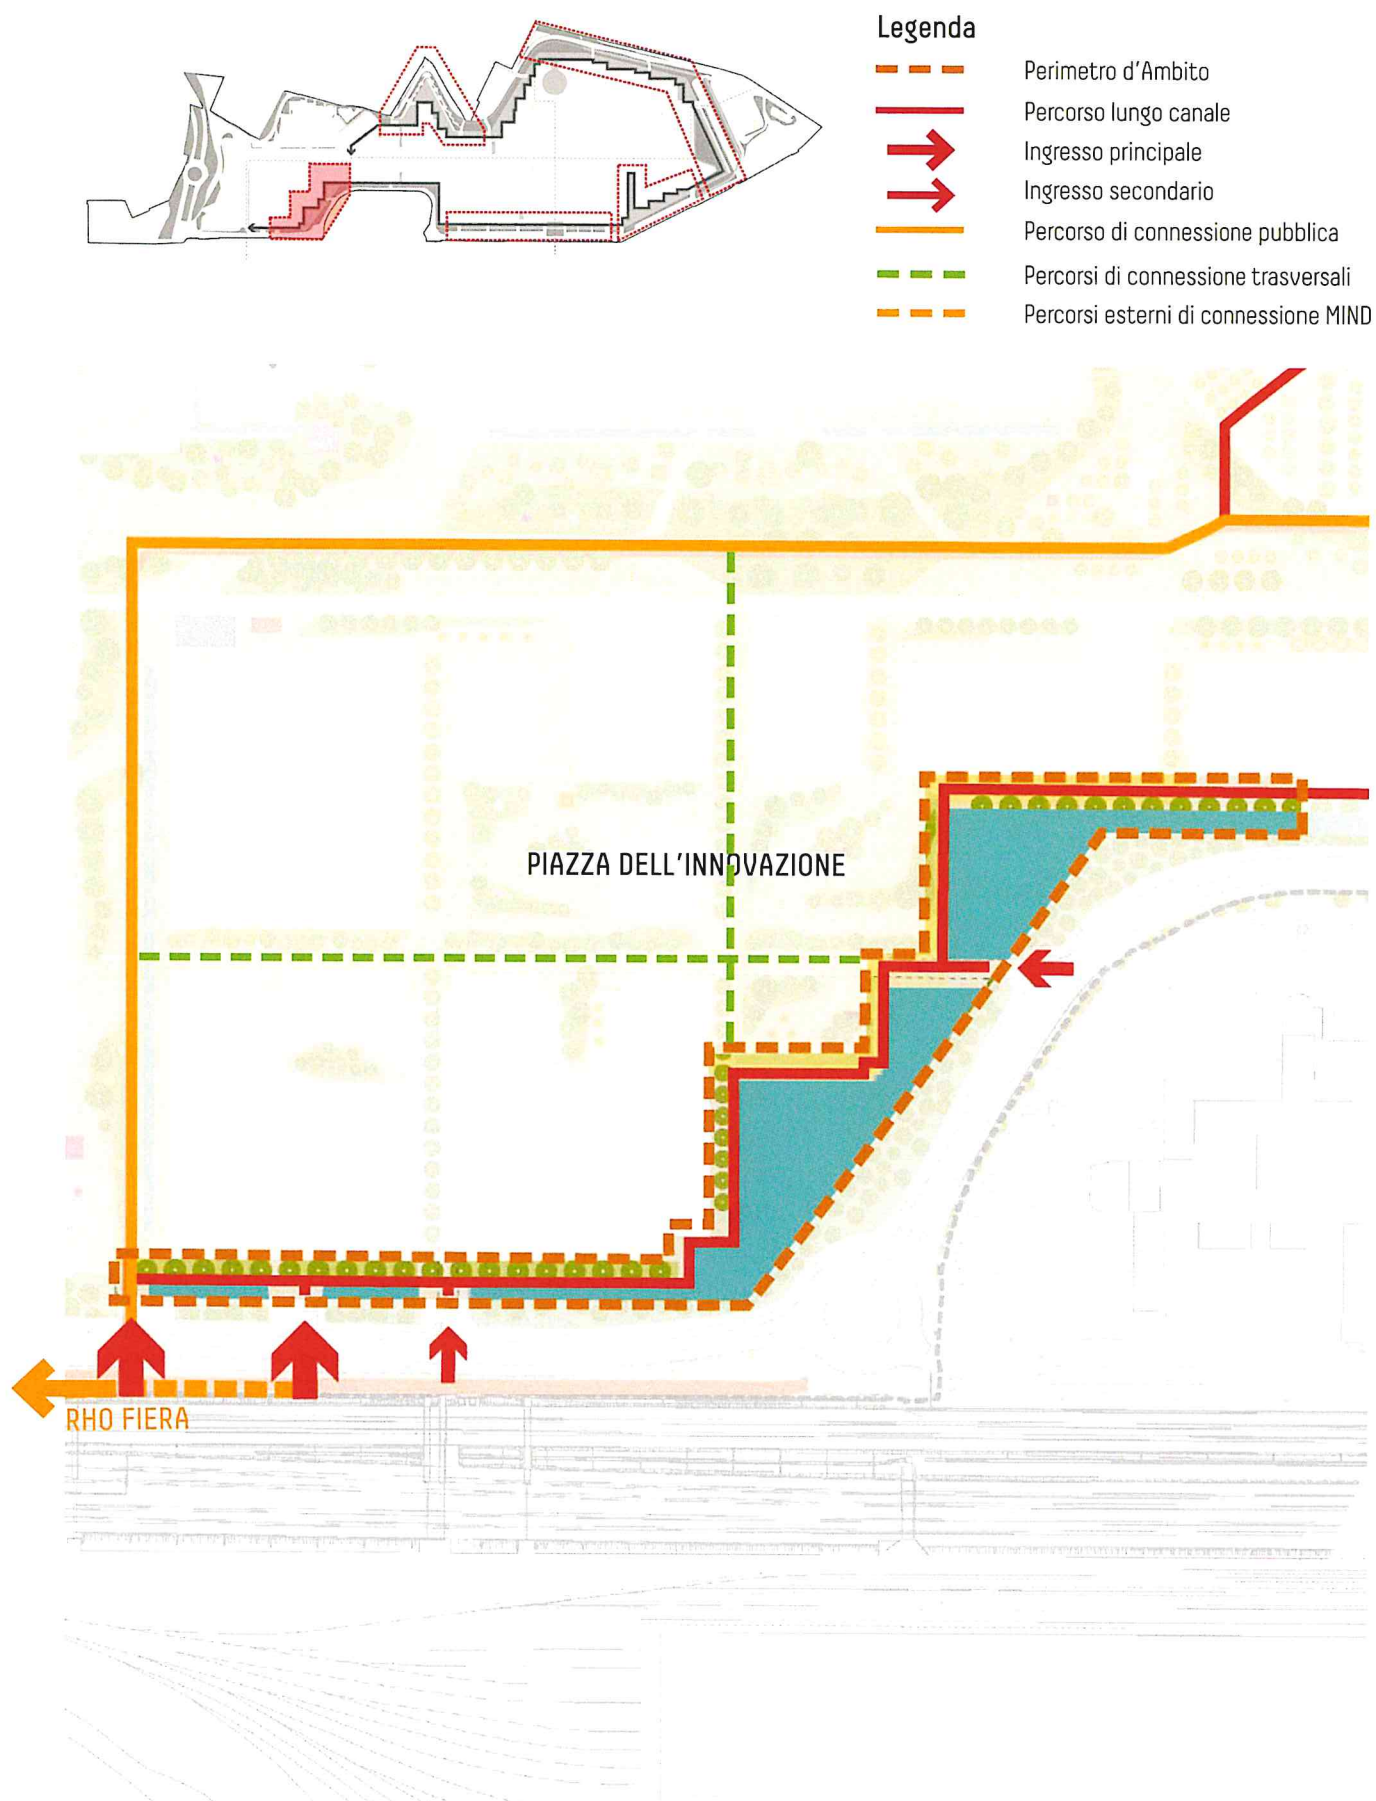 Legenda
Perimetro d'Ambito
Percorso lungo canale
Ingresso principale
Ingresso secondario
Percorso di connessione pubblica
Percorsi di connessione trasversali
Percorsi esterni di connessione MIND
PIAZZA DELL'INNOVAZIONE
RHO FIERA